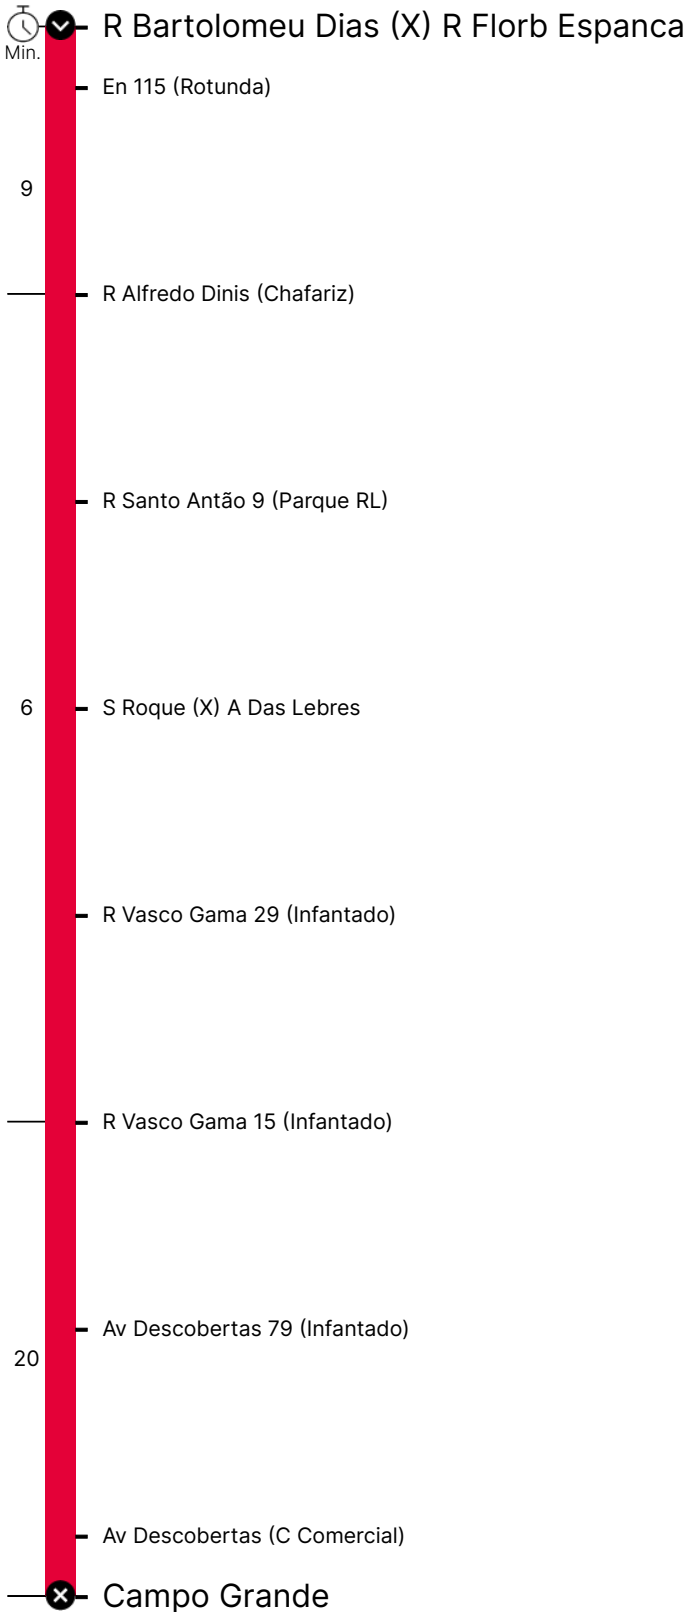 R Bartolomeu Dias (X) R Florb Espanca
Min.
En 115 (Rotunda)
9
R Alfredo Dinis (Chafariz)
R Santo Antão 9 (Parque RL)
6
S Roque (X) A Das Lebres
R Vasco Gama 29 (Infantado)
R Vasco Gama 15 (Infantado)
Av Descobertas 79 (Infantado)
20
Av Descobertas (C Comercial)
Campo Grande